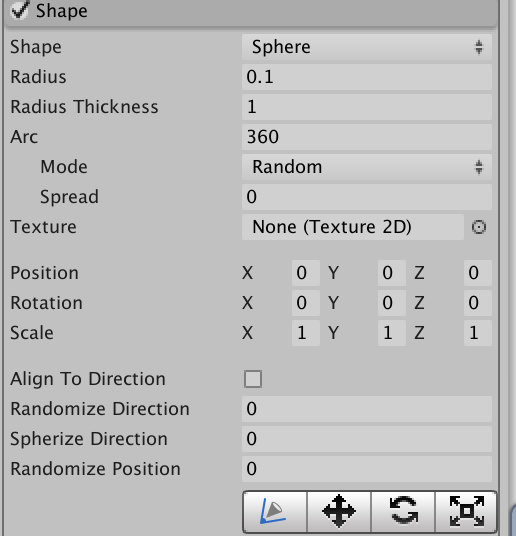 Shape
Shape Sphere
Radius 0.1
Radius Thickness 1
Arc 360
Mode Random
Spread 0
Texture None (Texture 2D)
Position X 0 Y 0 Z 0
Rotation X 0 Y 0 Z 0
Scale X 1 Y 1 Z 1
Align To Direction
Randomize Direction 0
Spherize Direction 0
Randomize Position 0